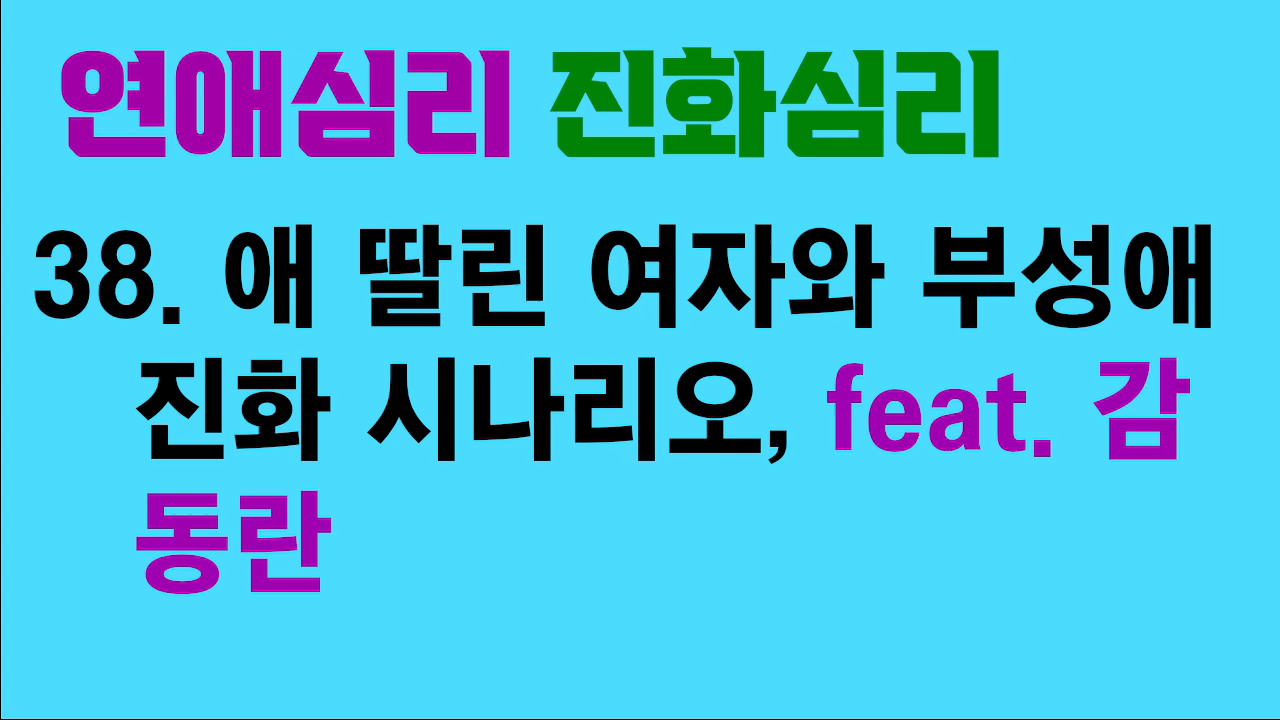 연애심리 진화심리
38. 애 딸린 여자와 부성애
진화 시나리오, feat. 감
동란